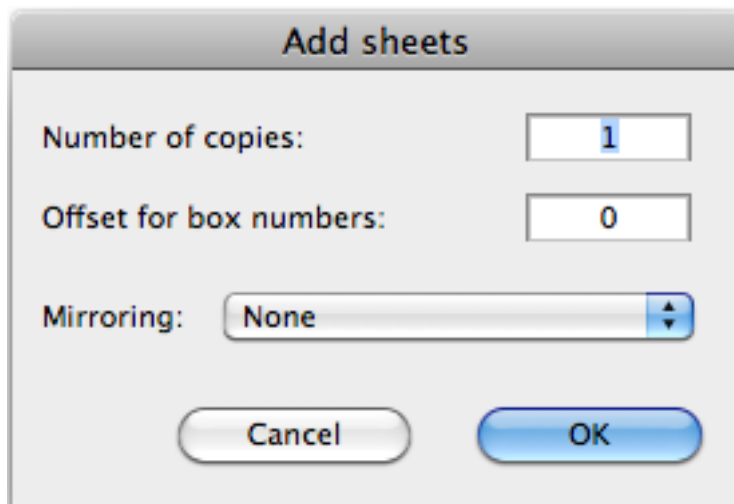 Add sheets
Number of copies: 1
Offset for box numbers: 0
Mirroring: None
Cancel OK